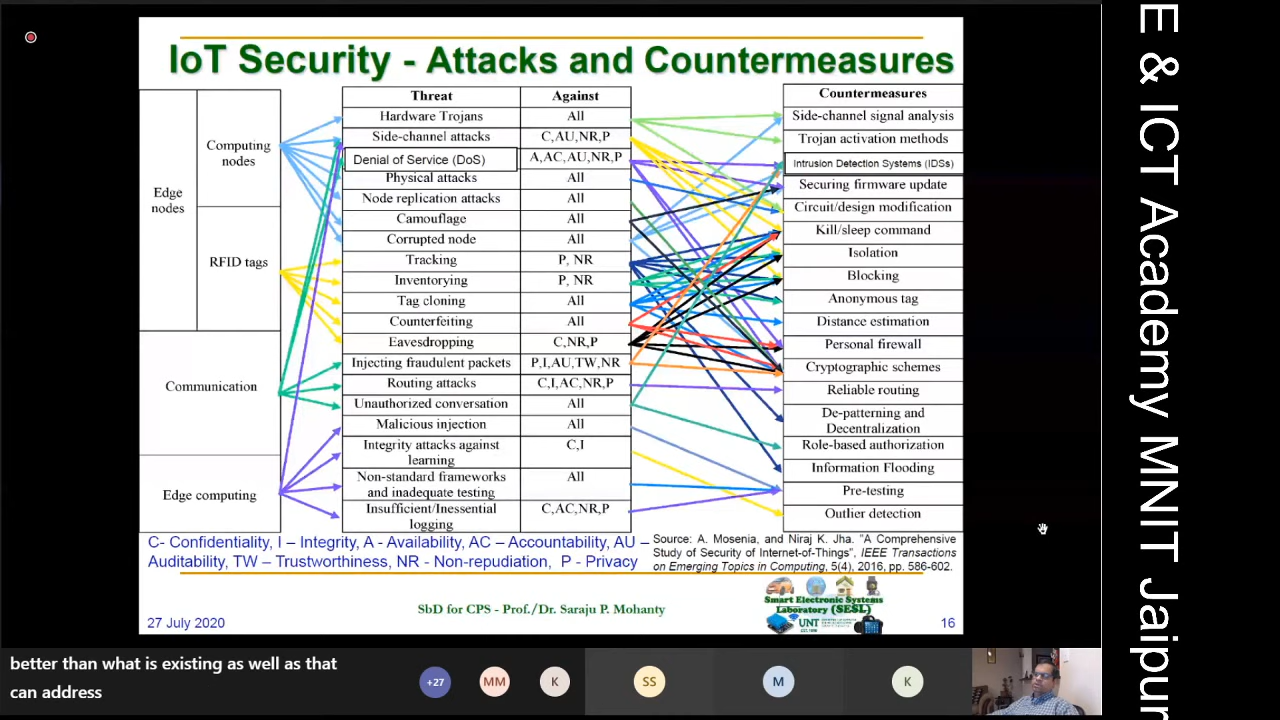 IoT Security - Attacks and Countermeasures
Edge
nodes
Computing
nodes
RFID tags
Communication
Edge computing
Threat
Against
Hardware Trojans
All
Side-channel attacks
C,AU,NR,P
Denial of Service (DoS)
A,AC,AU,NR,P
Physical attacks
All
Node replication attacks
All
Camouflage
All
Corrupted node
All
Tracking
P, NR
Inventorying
P, NR
Tag cloning
All
Counterfeiting
All
Eavesdropping
C,NR,P
Injecting fraudulent packets
P,I,AU,TW,NR
Routing attacks
C,I,AC,NR,P
Unauthorized conversation
All
Malicious injection
All
Integrity attacks against
learning
C,I
Non-standard frameworks
and inadequate testing
All
Insufficient/Inessential
logging
C,AC,NR,P
Countermeasures
Side-channel signal analysis
Trojan activation methods
Intrusion Detection Systems (IDSs)
Securing firmware update
Circuit/design modification
Kill/sleep command
Isolation
Blocking
Anonymous tag
Distance estimation
Personal firewall
Cryptographic schemes
Reliable routing
De-patterning and
Decentralization
Role-based authorization
Information Flooding
Pre-testing
Outlier detection
C- Confidentiality, I – Integrity, A - Availability, AC – Accountability, AU –
Auditability, TW – Trustworthiness, NR - Non-repudiation, P - Privacy
Source: A. Mosenia, and Niraj K. Jha. "A Comprehensive
Study of Security of Internet-of-Things", IEEE Transactions
on Emerging Topics in Computing, 5(4), 2016, pp. 586-602.
27 July 2020
SbD for CPS - Prof./Dr. Saraju P. Mohanty
Smart Electronic Systems
Laboratory (SESL)
UNT
16
better than what is existing as well as that
can address
+27
MM
K
SS
M
K
E & ICT Academy MNIT Jaipur